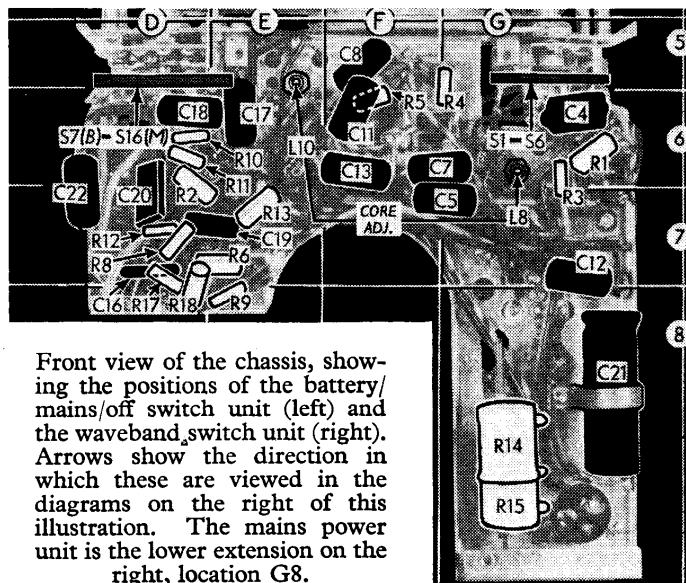 D E F G
5
C8
C18 C17 R5 R4 C4
C11
S7(B)-S16(M) L10 S1-S6
6
R10 C13 C7 R1
C22 C20 R2 R11 R3
R13 C5
CORE
ADJ.
L8
R12 C19 7
R8 R6 C12
C16 R17 R18 R9
8
C21
R14
R15
Front view of the chassis, show-
ing the positions of the battery/
mains/off switch unit (left) and
the waveband switch unit (right).
Arrows show the direction in
which these are viewed in the
diagrams on the right of this
illustration. The mains power
unit is the lower extension on the
right, location G8.